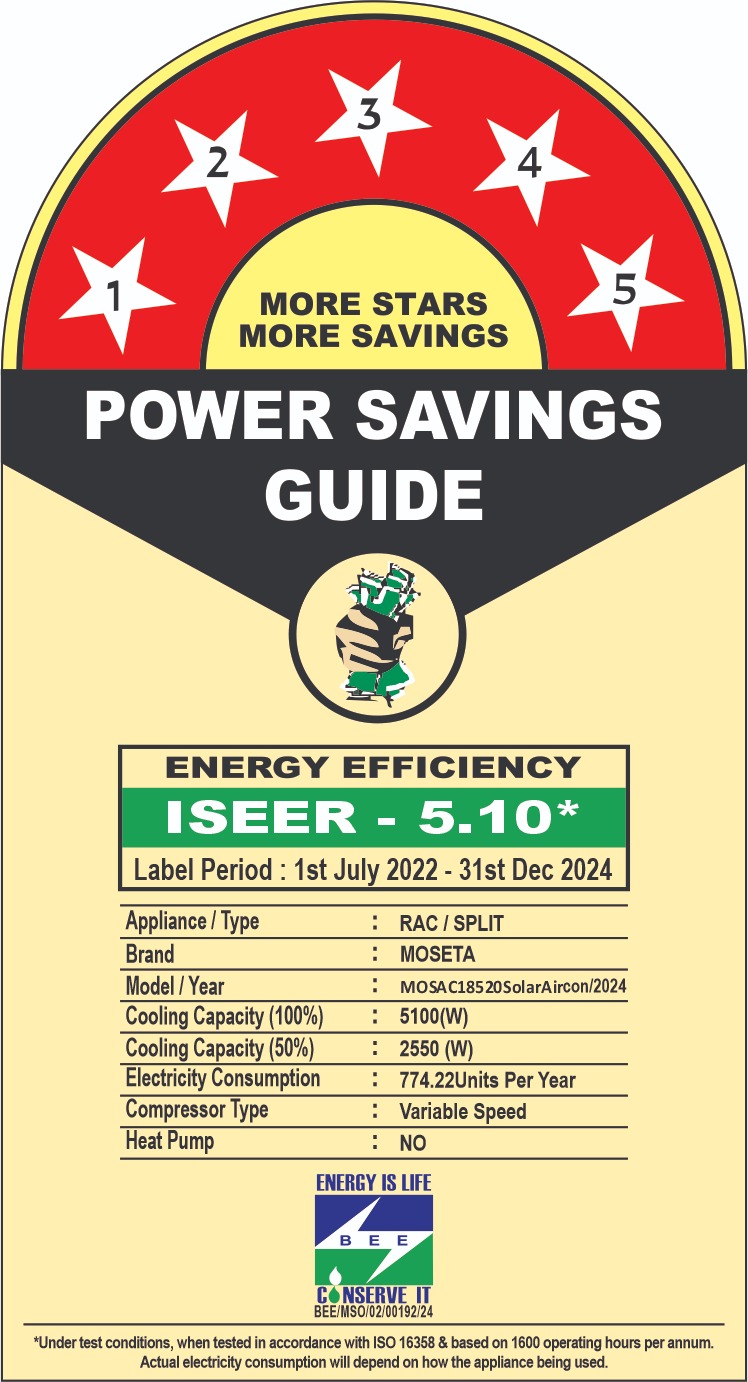 1 2 3 4 5
MORE STARS
MORE SAVINGS
POWER SAVINGS
GUIDE
ENERGY EFFICIENCY
ISEER - 5.10*
Label Period : 1st July 2022 - 31st Dec 2024
Appliance / Type : RAC / SPLIT
Brand : MOSETA
Model / Year : MOSAC18520SolarAircon/2024
Cooling Capacity (100%) : 5100(W)
Cooling Capacity (50%) : 2550 (W)
Electricity Consumption : 774.22Units Per Year
Compressor Type : Variable Speed
Heat Pump : NO
ENERGY IS LIFE
BEE
CONSERVE IT
BEE/MSO/02/00192/24
*Under test conditions, when tested in accordance with ISO 16358 & based on 1600 operating hours per annum.
Actual electricity consumption will depend on how the appliance being used.